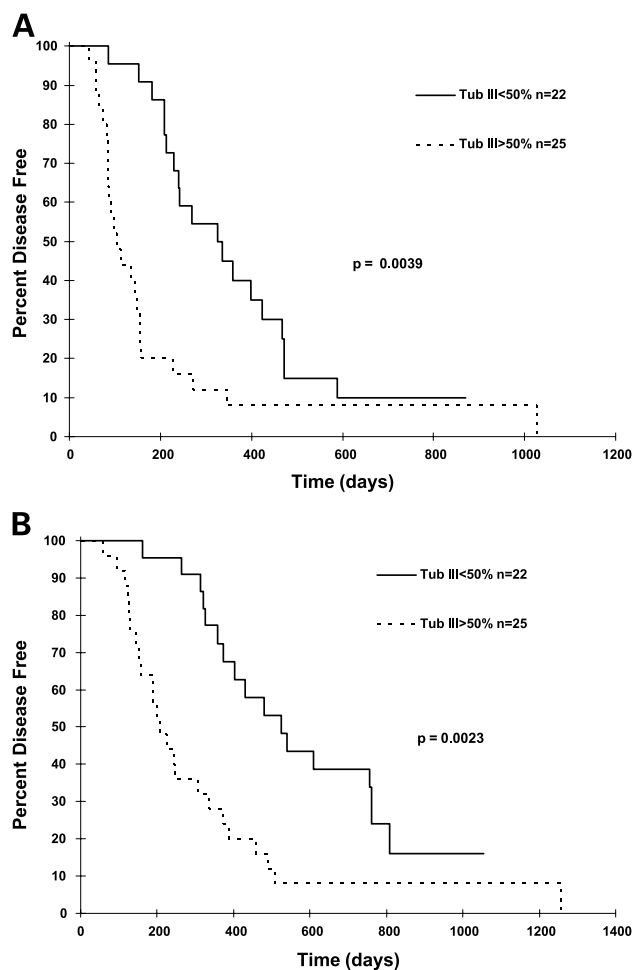 A
100
90
80
70
60
50
40
30
20
10
0
Percent Disease Free
Tub III<50% n=22
Tub III>50% n=25
p = 0.0039
0 200 400 600 800 1000 1200
Time (days)
B
100
90
80
70
60
50
40
30
20
10
0
Percent Disease Free
Tub III<50% n=22
Tub III>50% n=25
p = 0.0023
0 200 400 600 800 1000 1200 1400
Time (days)